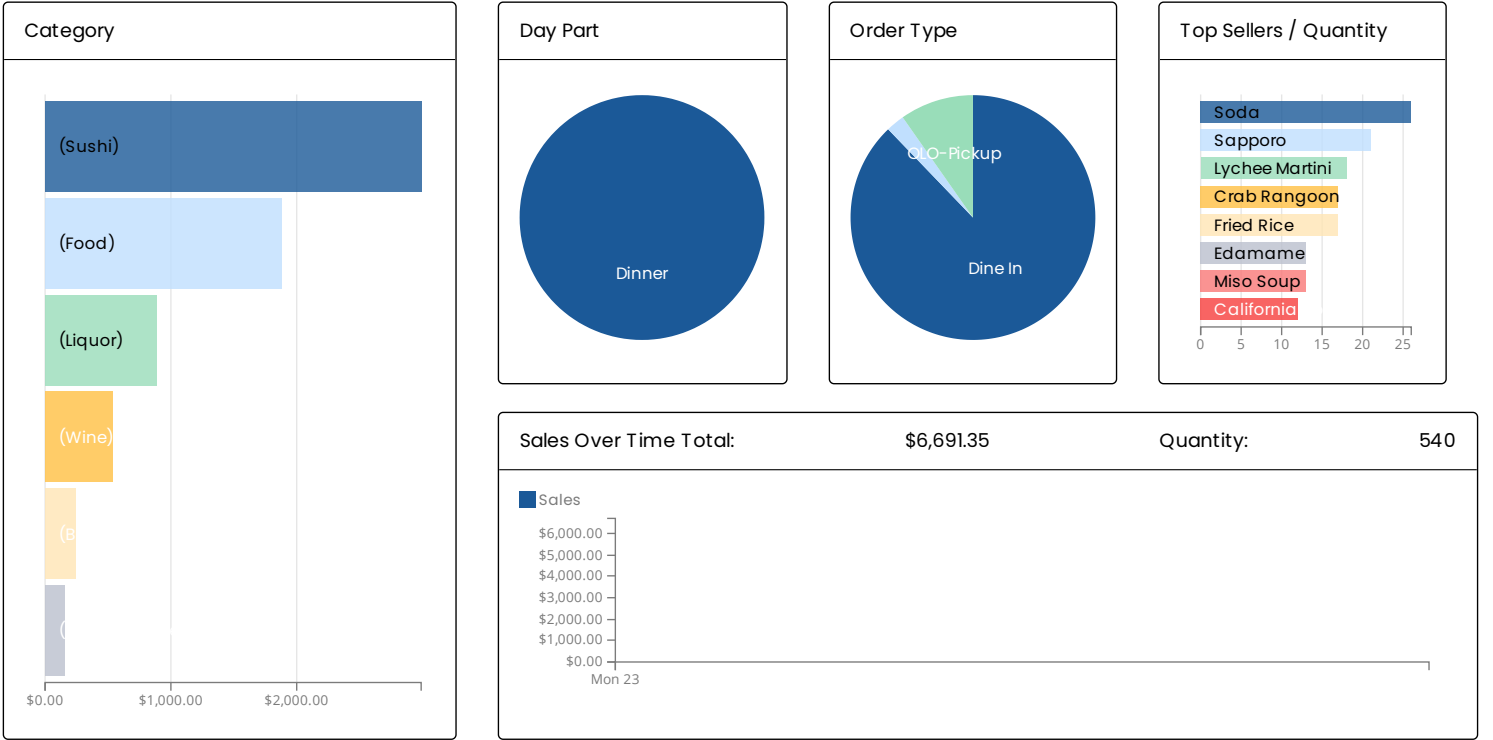 Category
(Sushi)
(Food)
(Liquor)
(Wine)
(B
(
$0.00 $1,000.00 $2,000.00
Day Part
Dinner
Order Type
OLO-Pickup
Dine In
Top Sellers / Quantity
Soda
Sapporo
Lychee Martini
Crab Rangoon
Fried Rice
Edamame
Miso Soup
California
0 5 10 15 20 25
Sales Over Time Total: $6,691.35 Quantity: 540
Sales
$6,000.00
$5,000.00
$4,000.00
$3,000.00
$2,000.00
$1,000.00
$0.00
Mon 23